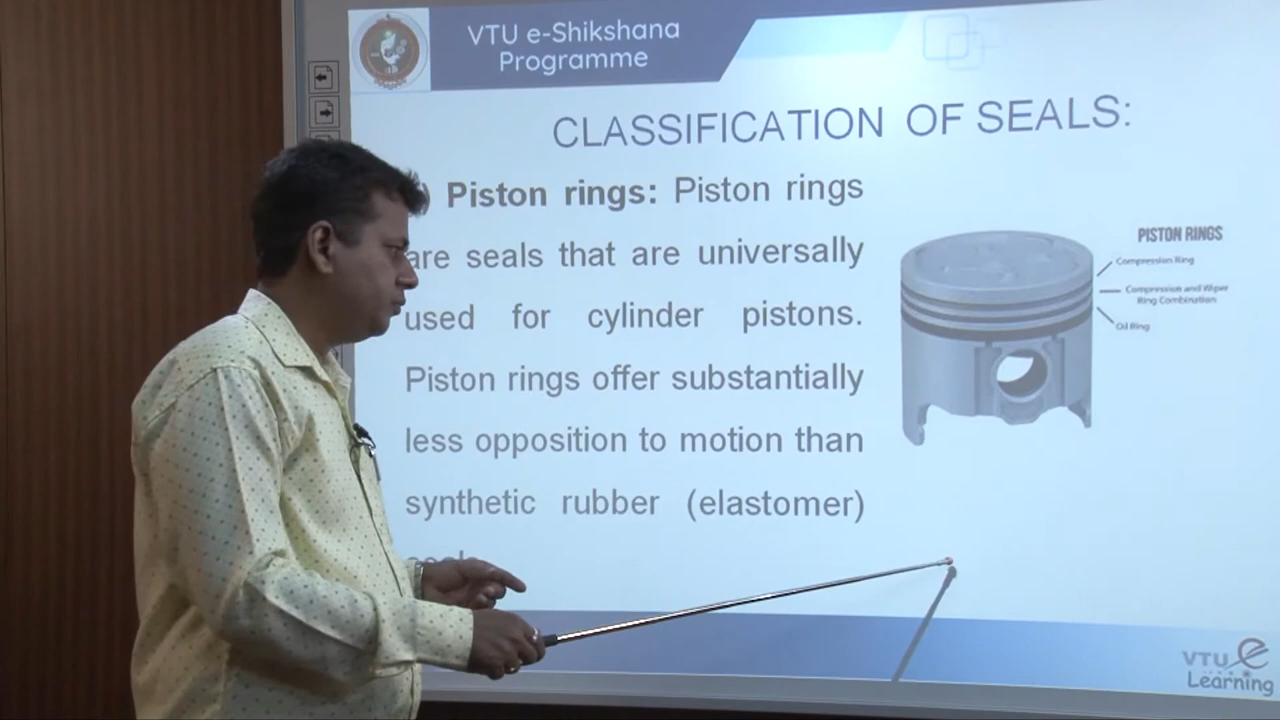 VTU e-Shikshana
Programme
CLASSIFICATION OF SEALS:
Piston rings: Piston rings
are seals that are universally
used for cylinder pistons.
Piston rings offer substantially
less opposition to motion than
synthetic rubber (elastomer)
PISTON RINGS
Compression Ring
Compression and Wiper
Ring Combination
Oil Ring
VTU e
Learning